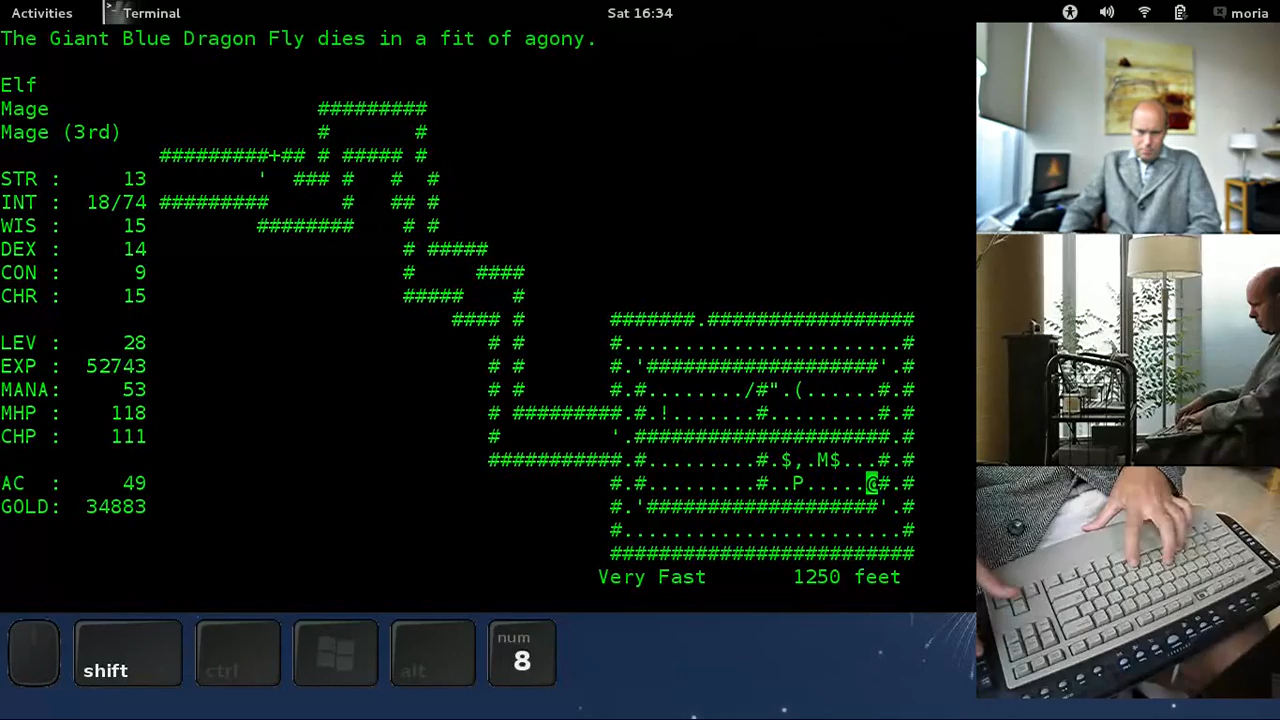 Activities Terminal Sat 16:34 moria
The Giant Blue Dragon Fly dies in a fit of agony.
Elf
Mage #########
Mage (3rd) # #
#########+## # ##### #
STR : 13 ' ### # # #
INT : 18/74 ######### # ## #
WIS : 15 ######## # #
DEX : 14 # #####
CON : 9 # ####
CHR : 15 ##### #
#### # #######.#################
LEV : 28 # # #.......................#
EXP : 52743 # # #.'###################'.#
MANA: 53 # # #.#......../#".(......#.#
MHP : 118 # #########.#.!.......#.........#.#
CHP : 111 # '.#####################.#
###########.#.........#.$,.M$...#.#
AC : 49 #.#.........#..P.....@#.#
GOLD: 34883 #.'###################'.#
#.......................#
#########################
Very Fast 1250 feet
shift ctrl alt num
8